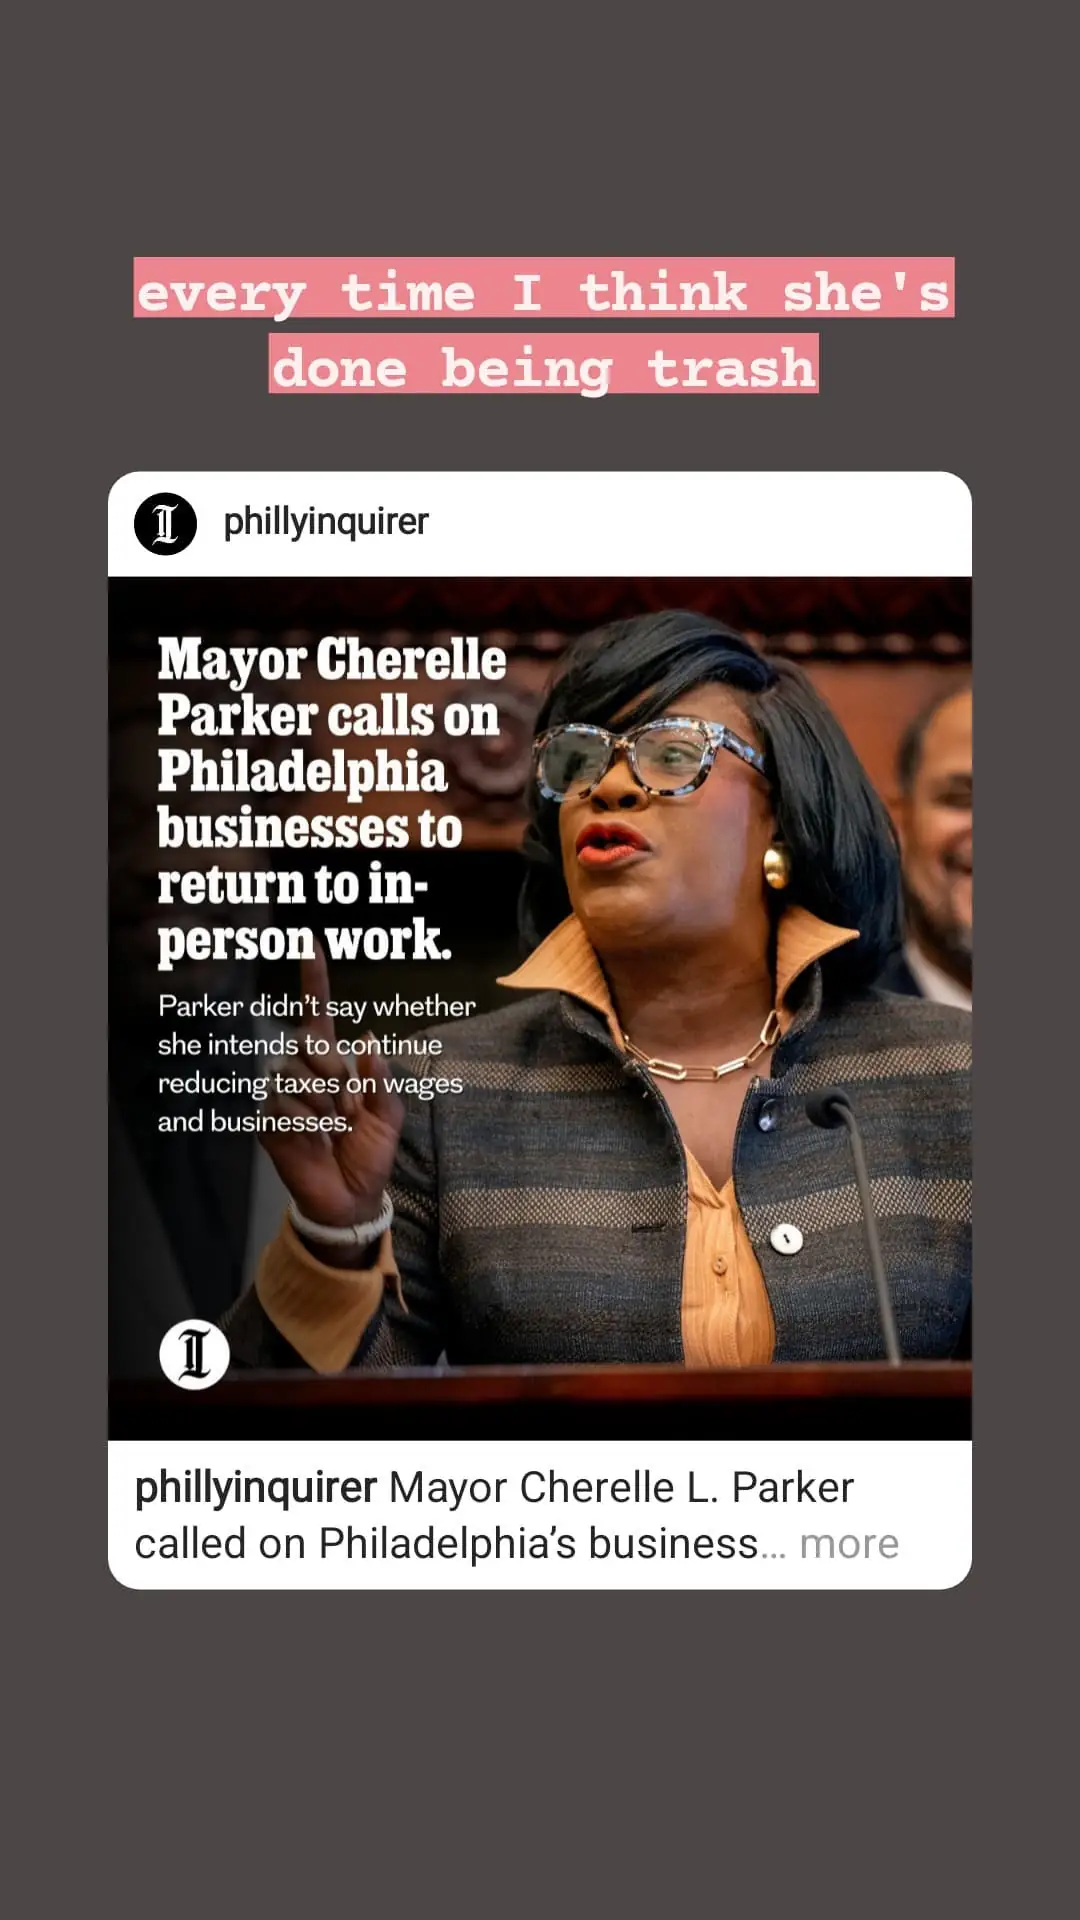 every time I think she's
done being trash
phillyinquirer
Mayor Cherelle
Parker calls on
Philadelphia
businesses to
return to in-
person work.
Parker didn’t say whether
she intends to continue
reducing taxes on wages
and businesses.
phillyinquirer Mayor Cherelle L. Parker
called on Philadelphia’s business... more